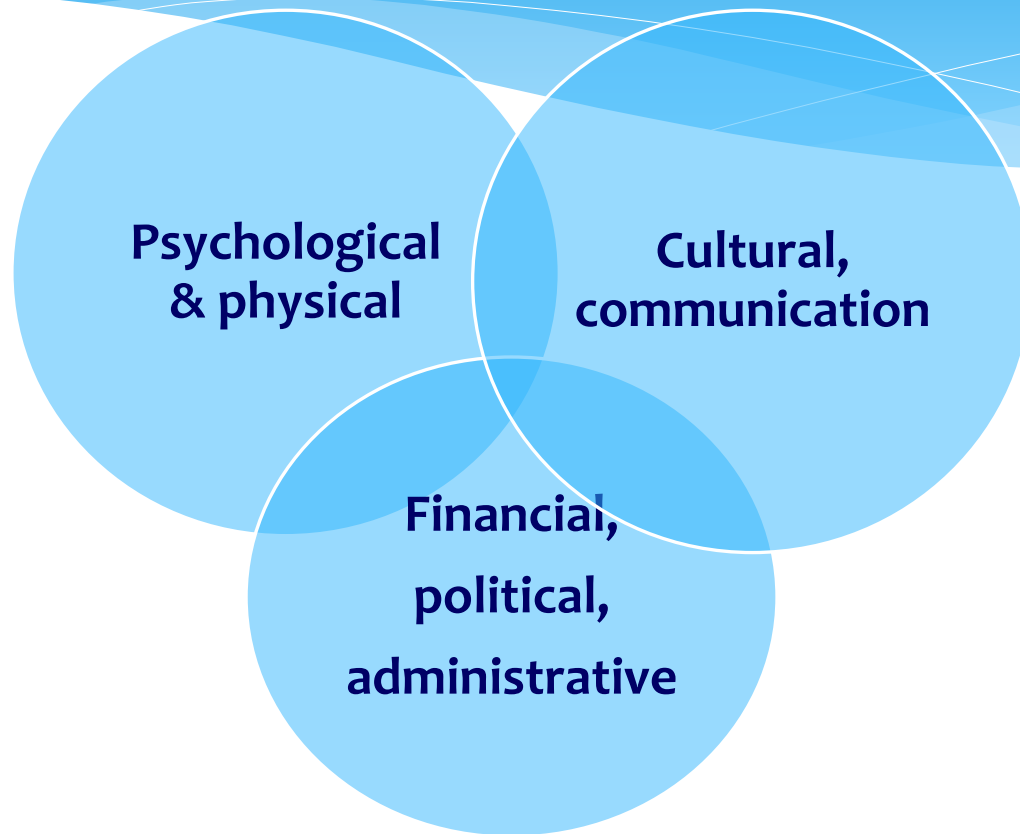 Psychological
& physical
Cultural,
communication
Financial,
political,
administrative